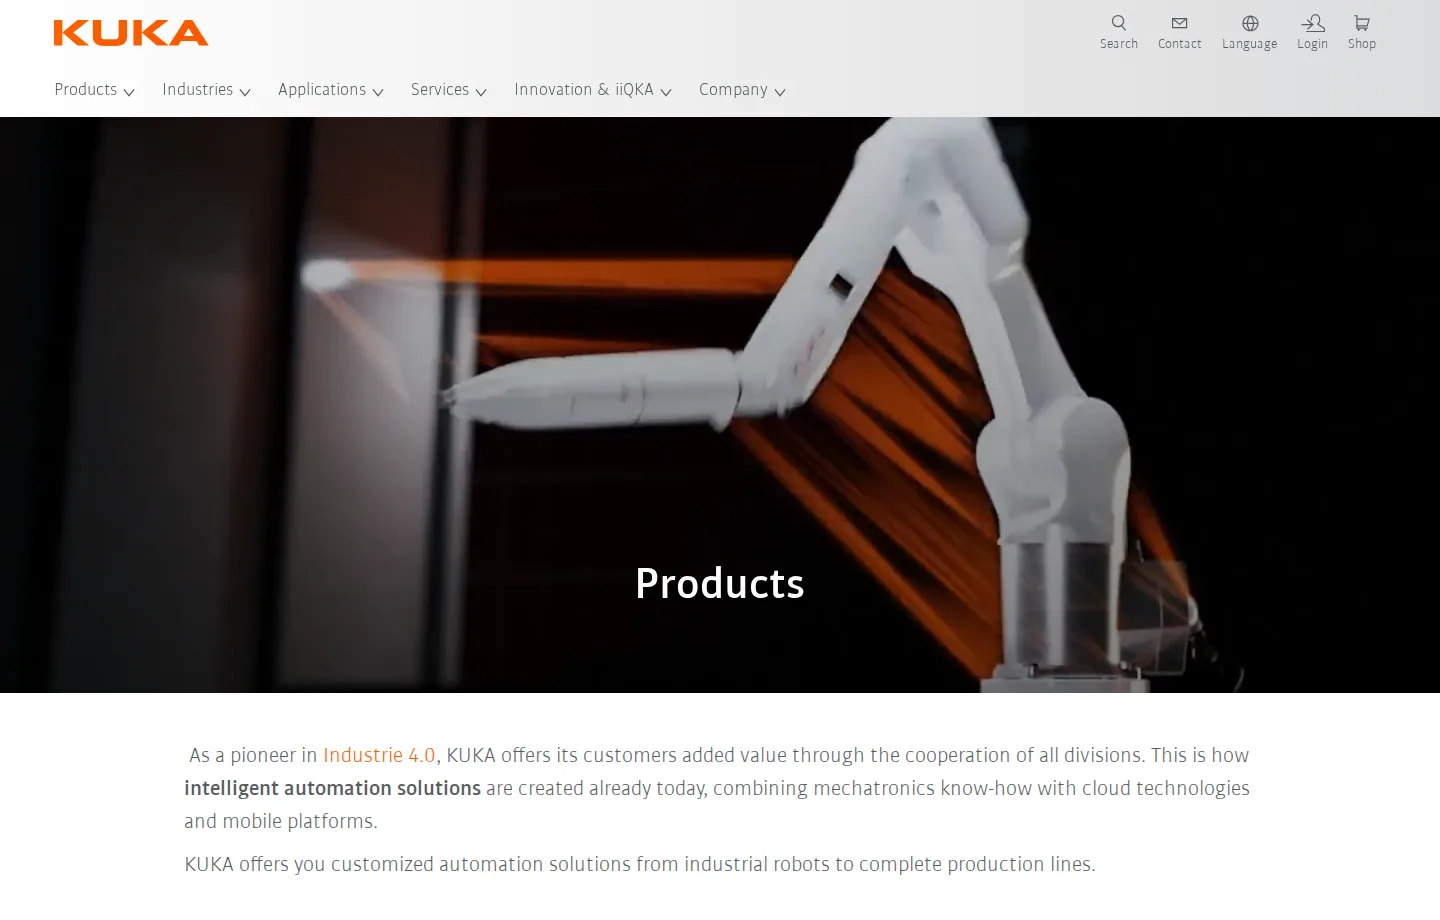 KUKA
Search
Contact
Language
Login
Shop
Products
Industries
Applications
Services
Innovation & iiQKA
Company
Products
As a pioneer in Industrie 4.0, KUKA offers its customers added value through the cooperation of all divisions. This is how
intelligent automation solutions are created already today, combining mechatronics know-how with cloud technologies
and mobile platforms.
KUKA offers you customized automation solutions from industrial robots to complete production lines.